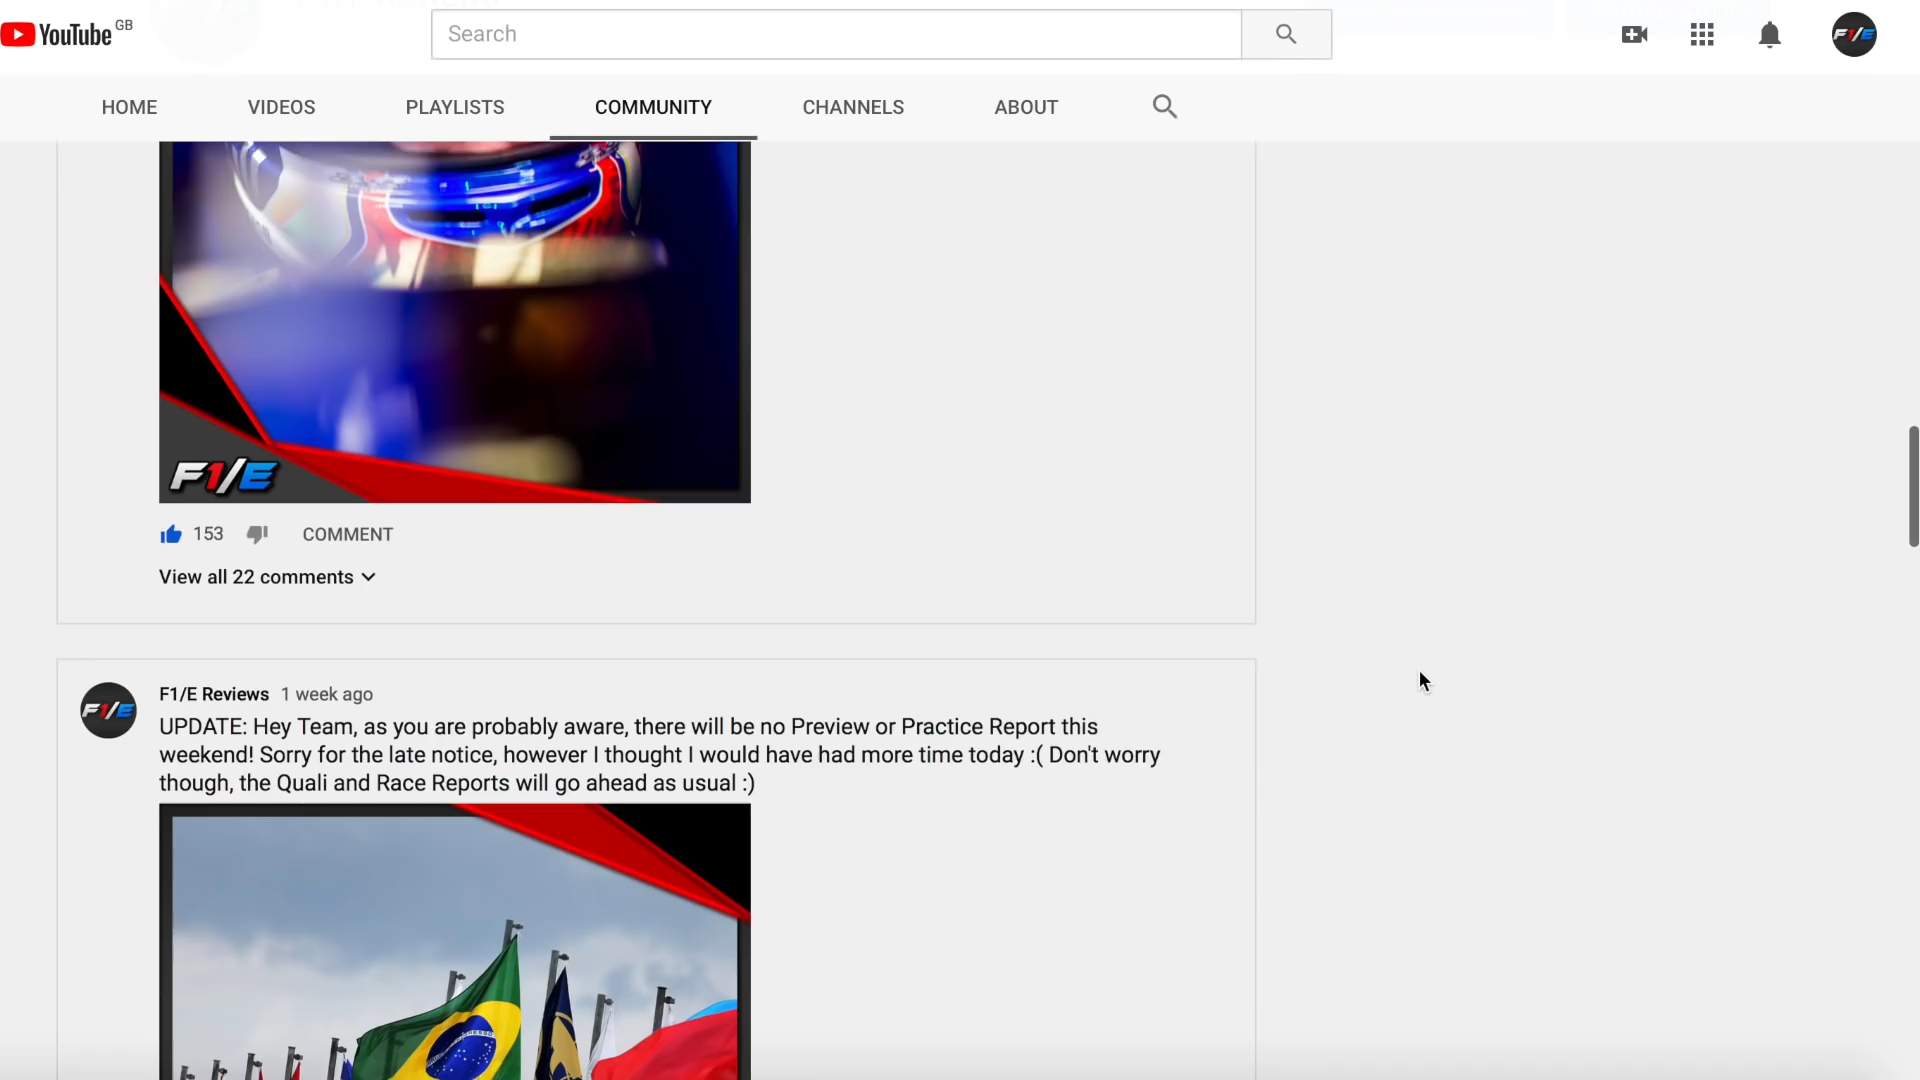 YouTube GB
Search
F1/E
HOME
VIDEOS
PLAYLISTS
COMMUNITY
CHANNELS
ABOUT
F1/E
153
COMMENT
View all 22 comments
F1/E
F1/E Reviews 1 week ago
UPDATE: Hey Team, as you are probably aware, there will be no Preview or Practice Report this
weekend! Sorry for the late notice, however I thought I would have had more time today :( Don't worry
though, the Quali and Race Reports will go ahead as usual :)